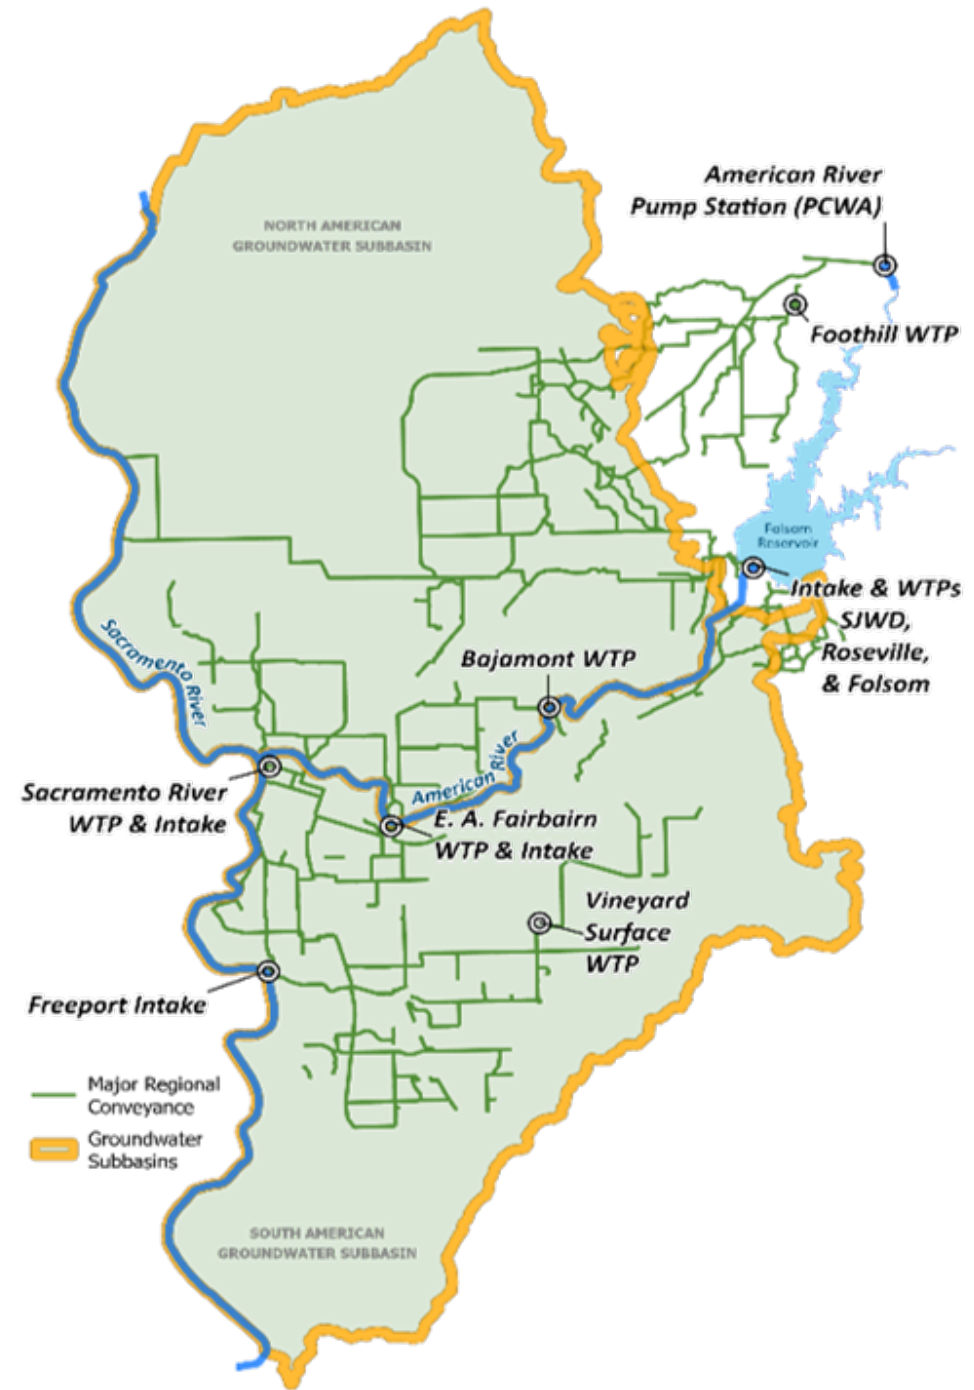 American River
Pump Station (PCWA)
NORTH AMERICAN
GROUNDWATER SUBBASIN
Foothill WTP
Folsom
Reservoir
Intake & WTPs
SJWD,
Roseville,
& Folsom
Sacramento River
Bajamont WTP
American River
Sacramento River
WTP & Intake
E. A. Fairbairn
WTP & Intake
Vineyard
Surface
WTP
Freeport Intake
Major Regional
Conveyance
Groundwater
Subbasins
SOUTH AMERICAN
GROUNDWATER SUBBASIN